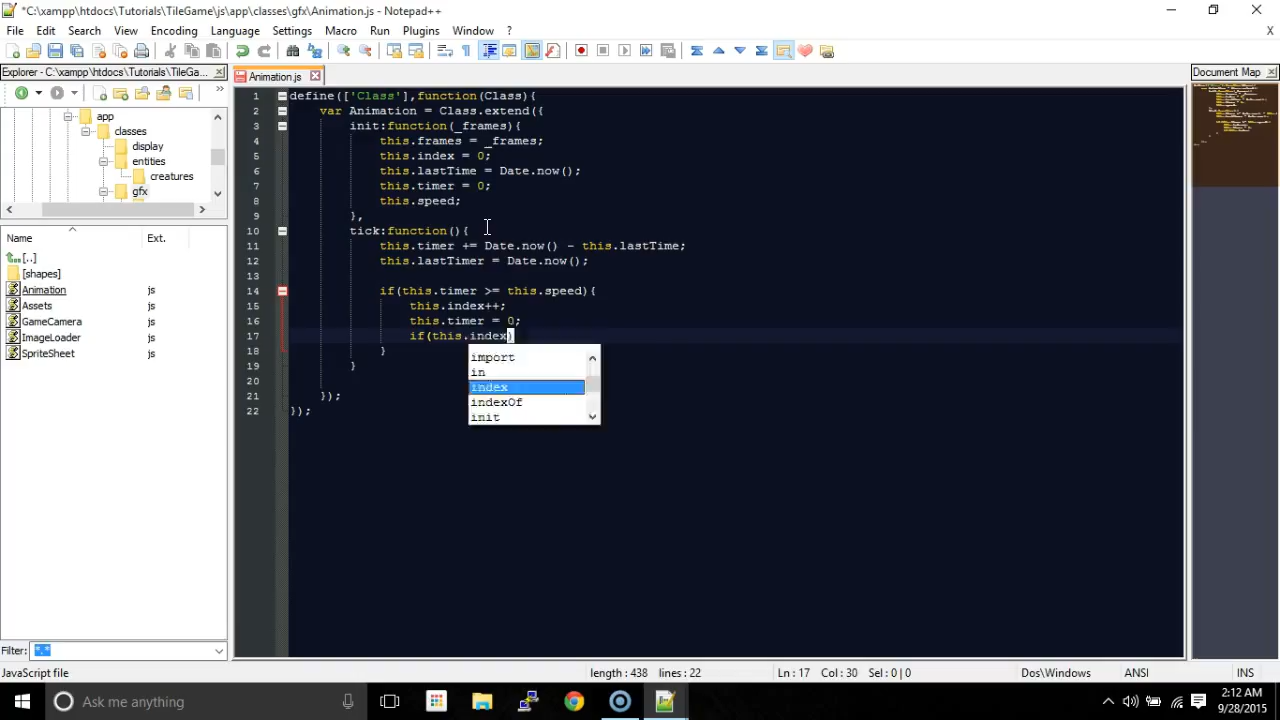 *C:\xampp\htdocs\Tutorials\TileGame\js\app\classes\gfx\Animation.js - Notepad++
File Edit Search View Encoding Language Settings Macro Run Plugins Window ? X
Explorer - C:\xampp\htdocs\Tutorials\TileGa...
»
app
classes
display
entities
creatures
gfx
Name Ext.
[..]
[shapes]
Animation js
Assets js
GameCamera js
ImageLoader js
SpriteSheet js
Filter: *.*
Animation.js
1 define(['Class'],function(Class){
2 var Animation = Class.extend({
3 init:function(_frames){
4 this.frames = _frames;
5 this.index = 0;
6 this.lastTime = Date.now();
7 this.timer = 0;
8 this.speed;
9 },
10 tick:function(){
11 this.timer += Date.now() - this.lastTime;
12 this.lastTimer = Date.now();
13
14 if(this.timer >= this.speed){
15 this.index++;
16 this.timer = 0;
17 if(this.index)
18 }
19 }
20
21 });
22 });
import
in
index
indexOf
init
Document Map
JavaScript file length : 438 lines : 22 Ln : 17 Col : 30 Sel : 0 | 0 Dos\Windows ANSI INS
Ask me anything
2:12 AM
9/28/2015